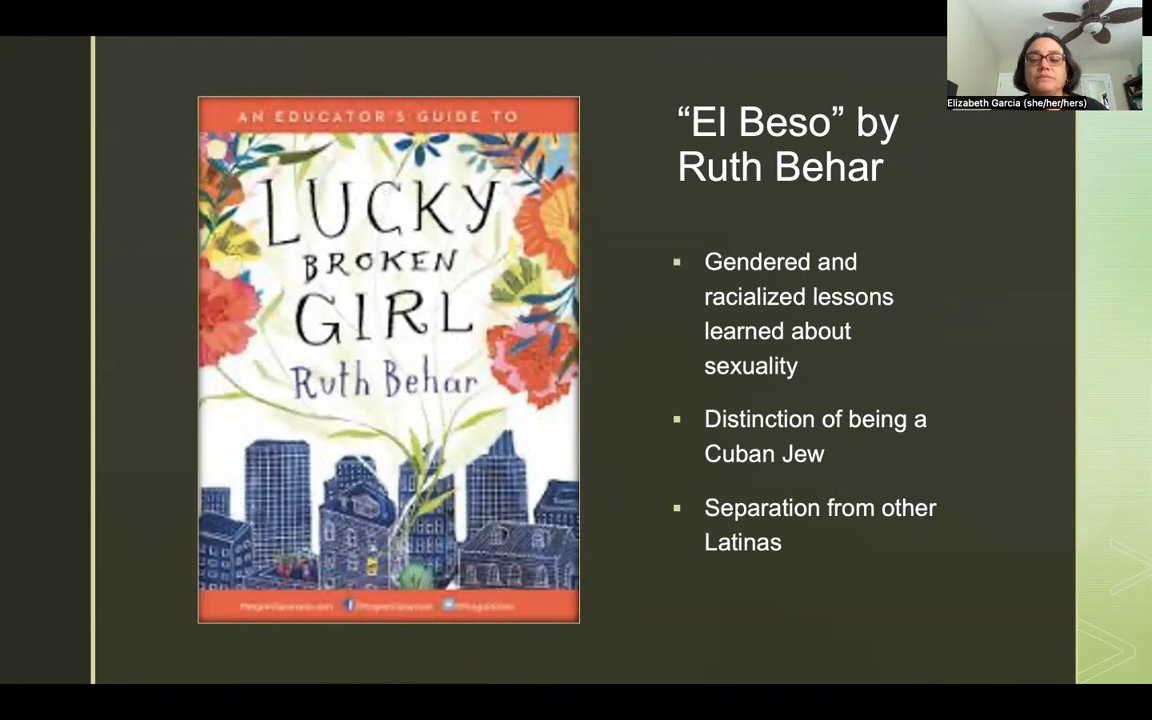 Elizabeth Garcia (she/her/hers)
AN EDUCATOR'S GUIDE TO
LUCKY
BROKEN
GIRL
Ruth Behar
“El Beso” by
Ruth Behar
Gendered and
racialized lessons
learned about
sexuality
Distinction of being a
Cuban Jew
Separation from other
Latinas